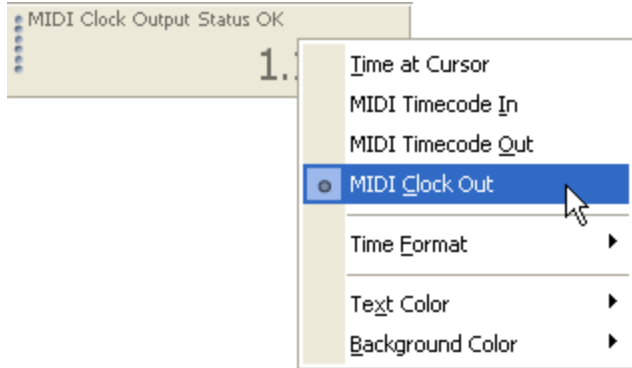 MIDI Clock Output Status OK
1.
Time at Cursor
MIDI Timecode In
MIDI Timecode Out
MIDI Clock Out
Time Format
Text Color
Background Color